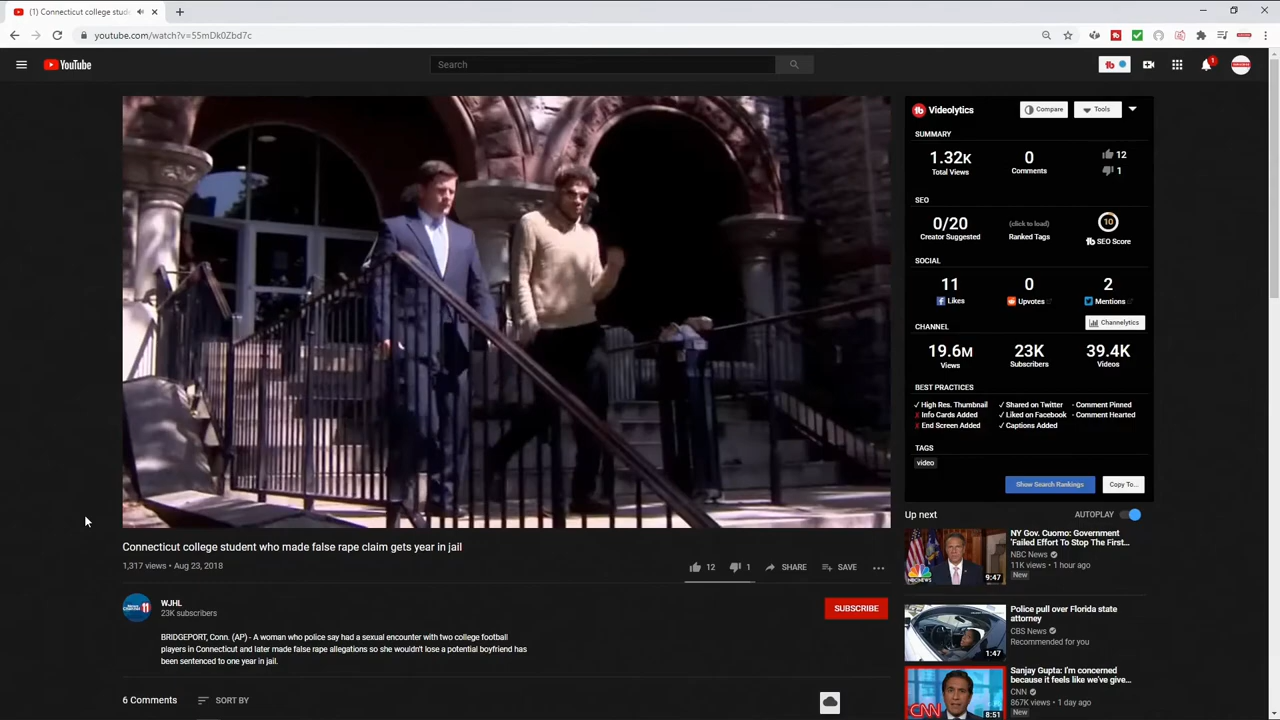 (1) Connecticut college stude
youtube.com/watch?v=55mDk0Zbd7c
YouTube
Search
1
Videolytics
Compare
Tools
SUMMARY
1.32K
Total Views
0
Comments
12
1
SEO
0/20
Creator Suggested
(click to load)
Ranked Tags
10
SEO Score
SOCIAL
11
Likes
0
Upvotes
2
Mentions
Channelytics
CHANNEL
19.6M
Views
23K
Subscribers
39.4K
Videos
BEST PRACTICES
High Res. Thumbnail
Shared on Twitter
- Comment Pinned
Info Cards Added
Liked on Facebook
- Comment Hearted
End Screen Added
Captions Added
TAGS
video
Show Search Rankings
Copy To...
Connecticut college student who made false rape claim gets year in jail
1,317 views • Aug 23, 2018
12
1
SHARE
SAVE
WJHL
23K subscribers
SUBSCRIBE
BRIDGEPORT, Conn. (AP) - A woman who police say had a sexual encounter with two college football
players in Connecticut and later made false rape allegations so she wouldn't lose a potential boyfriend has
been sentenced to one year in jail.
6 Comments
SORT BY
Up next
AUTOPLAY
NY Gov. Cuomo: Government
'Failed Effort To Stop The First...
NBC News
11K views • 1 hour ago
New
9:47
Police pull over Florida state
attorney
CBS News
Recommended for you
1:47
Sanjay Gupta: I'm concerned
because it feels like we've give...
CNN
867K views • 1 day ago
New
CNN
8:51